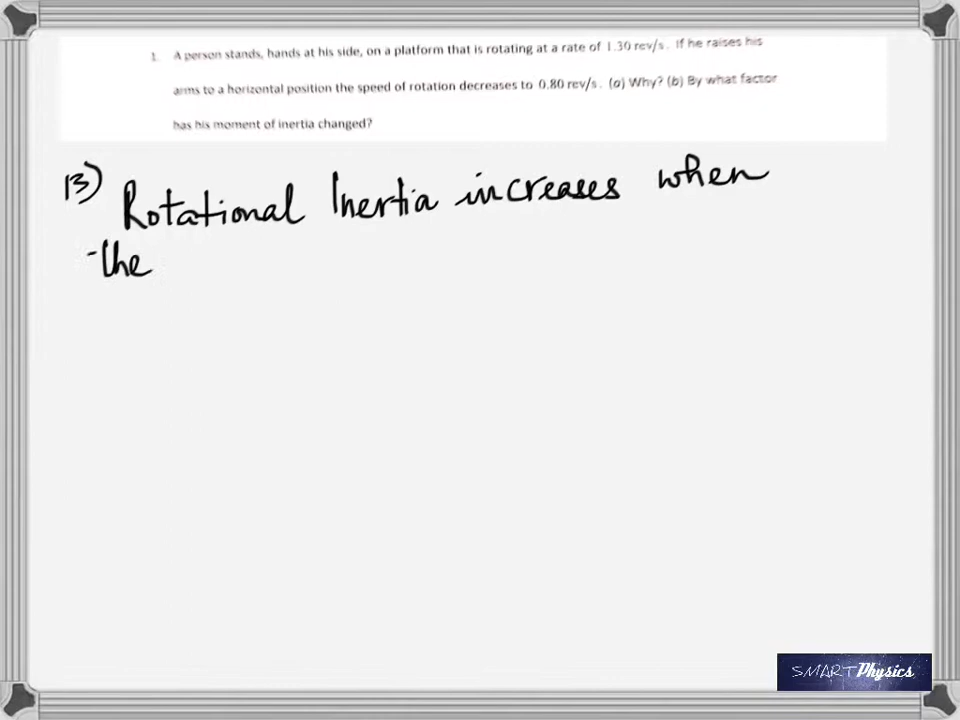 1. A person stands, hands at his side, on a platform that is rotating at a rate of 1.30 rev/s. If he raises his
arms to a horizontal position the speed of rotation decreases to 0.80 rev/s. (a) Why? (b) By what factor
has his moment of inertia changed?
13) Rotational Inertia increases when
the
SMART Physics